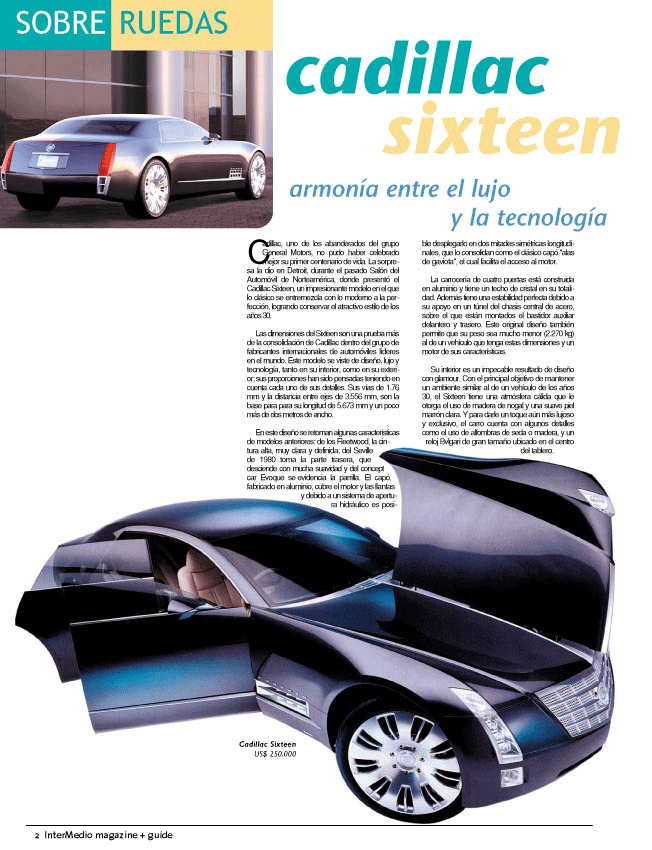 SOBRE RUEDAS
cadillac
sixteen
armonía entre el lujo
y la tecnología
Cadillac, uno de los abanderados del grupo
General Motors, no pudo haber celebrado
mejor su primer centenario de vida. La sorpre-
sa la dio en Detroit, durante el pasado Salón del
Automóvil de Norteamérica, donde presentó el
Cadillac Sixteen, un impresionante modelo en el que
lo clásico se entremezcla con lo moderno a la per-
fección, logrando conservar el atractivo estilo de los
años 30.
Las dimensiones del Sixteen son una prueba más
de la consolidación de Cadillac dentro del grupo de
fabricantes internacionales de automóviles líderes
en el mundo. Este modelo se viste de diseño, lujo y
tecnología, tanto en su interior, como en su exteri-
or; sus proporciones han sido pensadas teniendo en
cuenta cada uno de sus detalles. Sus vías de 1.76
mm y la distancia entre ejes de 3.556 mm, son la
base para para su longitud de 5.673 mm y un poco
más de dos metros de ancho.
En este diseño se retoman algunas características
de modelos anteriores: de los Fleetwood, la cin-
tura alta, muy clara y definida; del Seville
de 1980 toma la parte trasera, que
desciende con mucha suavidad y del concept
car Evoque se evidencia la parrilla. El capó,
fabricado en aluminio, cubre el motor y las llantas
y debido a un sistema de apertu-
ra hidráulico es posi-
ble desplegarlo en dos mitades simétricas longitudi-
nales, que lo consolidan como el clásico capó "alas
de gaviota", el cual facilita el acceso al motor.
La carrocería de cuatro puertas está construida
en aluminio y tiene un techo de cristal en su totali-
dad. Además tiene una estabilidad perfecta debido a
su apoyo en un túnel del chasis central de acero,
sobre el que están montados el bastidor auxiliar
delantero y trasero. Este original diseño también
permite que su peso sea mucho menor (2.270 kg)
al de un vehículo que tenga estas dimensiones y un
motor de sus características.
Su interior es un impecable resultado de diseño
con glamour. Con el principal objetivo de mantener
un ambiente similar al de un vehículo de los años
30, el Sixteen tiene una atmósfera cálida que le
otorga el uso de madera de nogal y una suave piel
marrón clara. Y para darle un toque aún más lujoso
y exclusivo, el carro cuenta con algunos detalles
como el uso de alfombras de seda o madera, y un
reloj Bvlgari de gran tamaño ubicado en el centro
del tablero.
Cadillac Sixteen
US$ 250.000
2 InterMedio magazine + guide